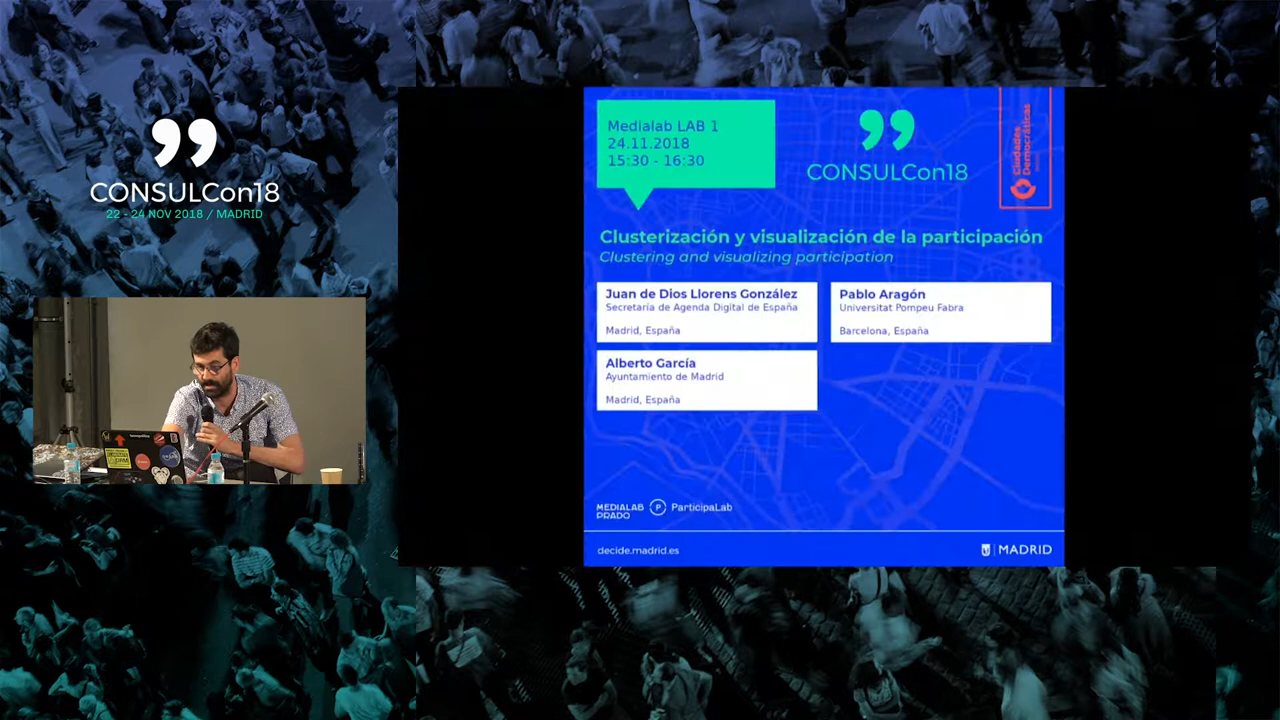 CONSULCon18
22 - 24 NOV 2018 / MADRID
Medialab LAB 1
24.11.2018
15:30 - 16:30
CONSULCon18
Ciudades
Democráticas
Clusterización y visualización de la participación
Clustering and visualizing participation
Juan de Dios Llorens González
Secretaría de Agenda Digital de España
Madrid, España
Pablo Aragón
Universitat Pompeu Fabra
Barcelona, España
Alberto García
Ayuntamiento de Madrid
Madrid, España
MEDIALAB
PRADO
P
ParticipaLab
decide.madrid.es
MADRID